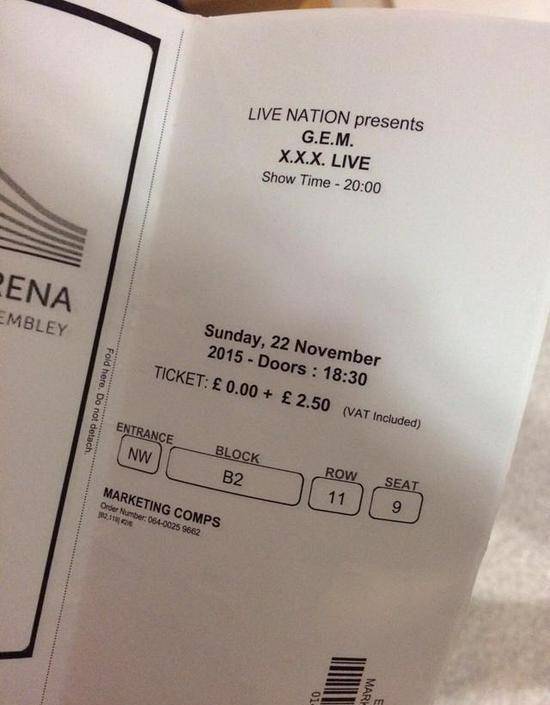 RENA
EMBLEY
Fold here. Do not detach.
LIVE NATION presents
G.E.M.
X.X.X. LIVE
Show Time - 20:00
Sunday, 22 November
2015 - Doors : 18:30
TICKET: £ 0.00 + £ 2.50 (VAT Included)
ENTRANCE BLOCK ROW SEAT
NW B2 11 9
MARKETING COMPS
Order Number: 064-0025 9662
MARK